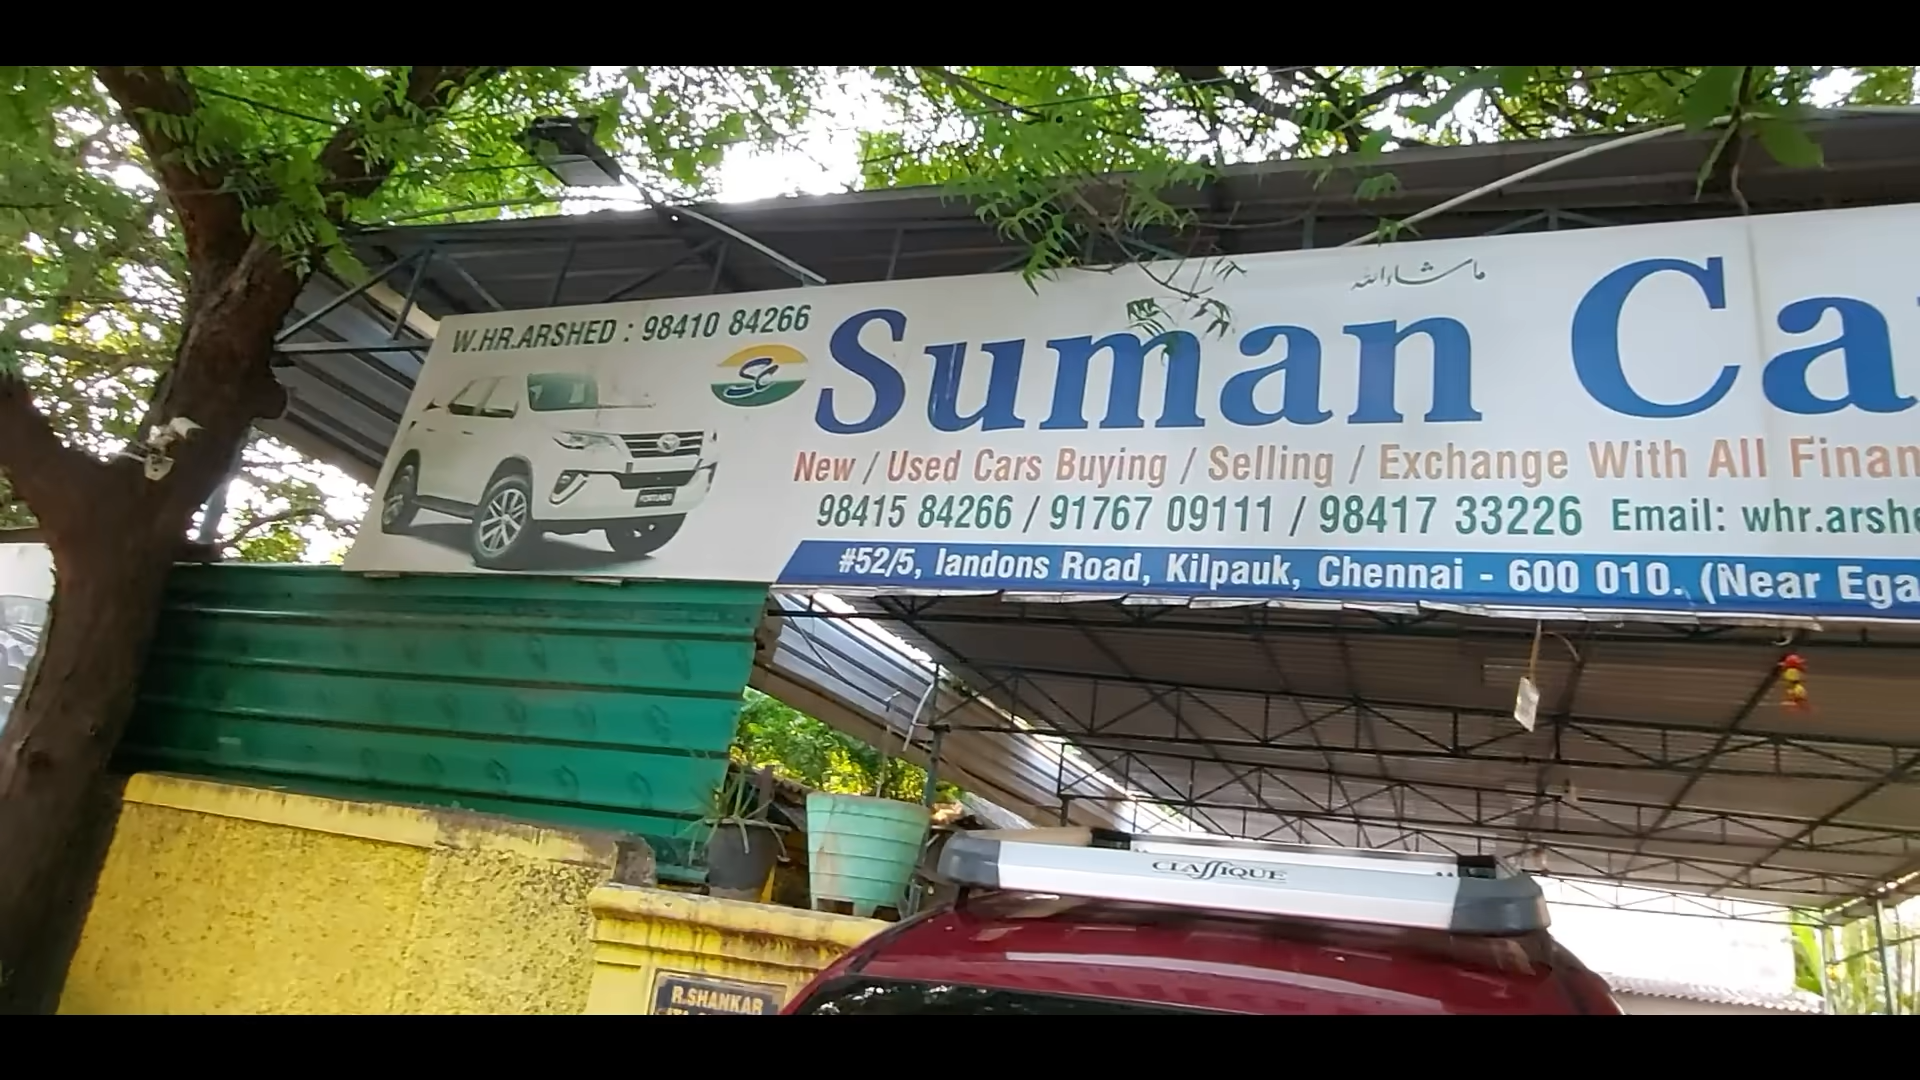 ماشاءالله
W.HR.ARSHED : 98410 84266
SC
Suman Ca
New / Used Cars Buying / Selling / Exchange With All Finan
98415 84266 / 91767 09111 / 98417 33226 Email: whr.arshe
#52/5, landons Road, Kilpauk, Chennai - 600 010. (Near Ega
FORTUNER
CLASSIQUE
R.SHANKAR